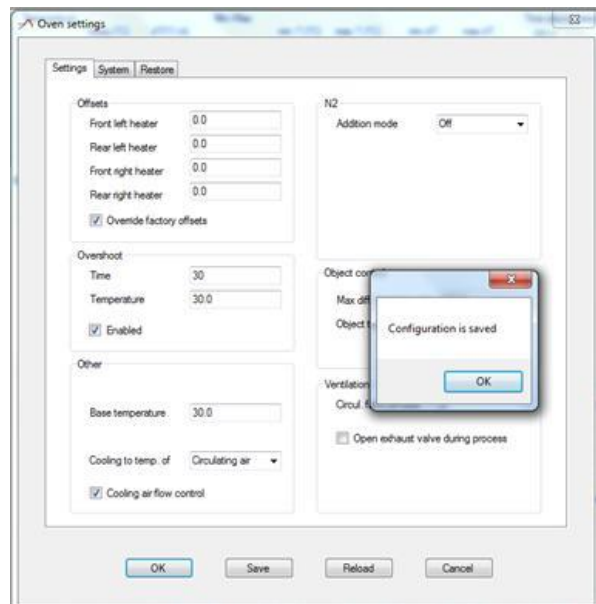 Oven settings
Settings System Restore
Offsets
Front left heater 0.0
Rear left heater 0.0
Front right heater 0.0
Rear right heater 0.0
Override factory offsets
Overshoot
Time 30
Temperature 30.0
Enabled
Other
Base temperature 30.0
Cooling to temp. of Circulating air
Cooling air flow control
N2
Addition mode Off
Object
Max
Object
Configuration is saved
OK
Ventilation
Circul.
Open exhaust valve during process
OK Save Reload Cancel